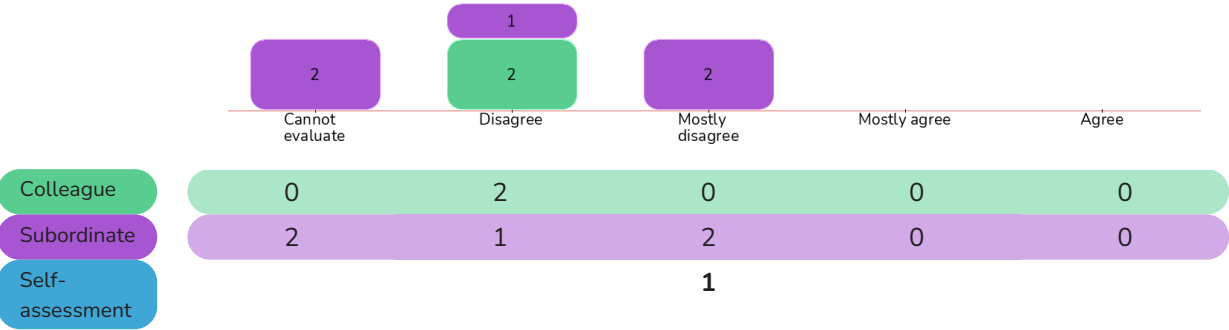 1
2
2
2
Cannot
evaluate
Disagree
Mostly
disagree
Mostly agree
Agree
Colleague 0 2 0 0 0
Subordinate 2 1 2 0 0
Self-
assessment
1